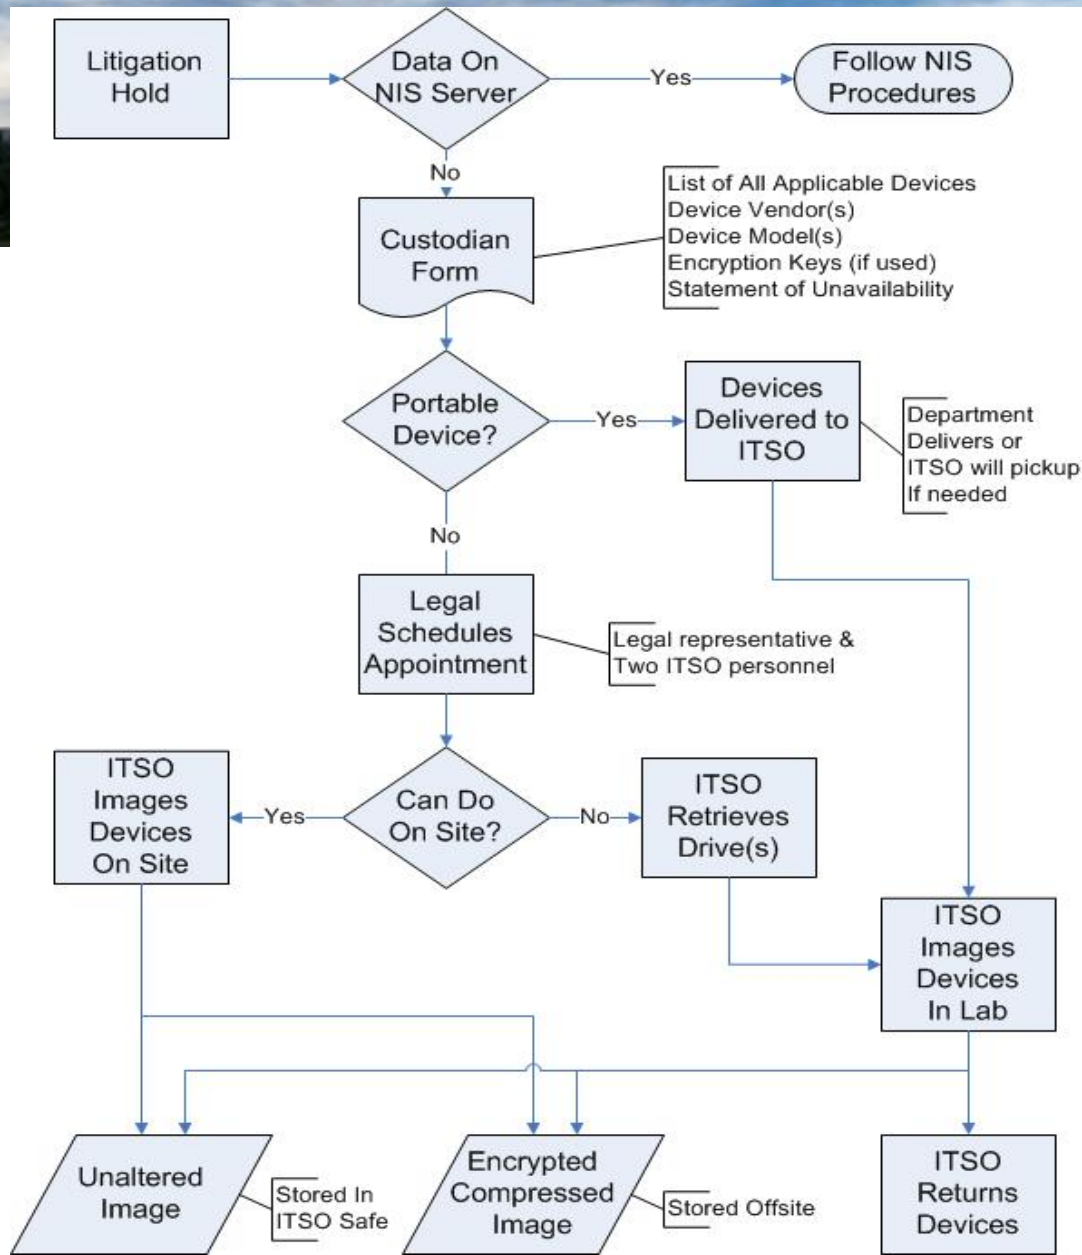 Litigation
Hold
Data On
NIS Server
Yes
Follow NIS
Procedures
No
Custodian
Form
List of All Applicable Devices
Device Vendor(s)
Device Model(s)
Encryption Keys (if used)
Statement of Unavailability
Portable
Device?
Yes
Devices
Delivered to
ITSO
Department
Delivers or
ITSO will pickup
If needed
No
Legal
Schedules
Appointment
Legal representative &
Two ITSO personnel
ITSO
Images
Devices
On Site
Yes
Can Do
On Site?
No
ITSO
Retrieves
Drive(s)
ITSO
Images
Devices
In Lab
Unaltered
Image
Stored In
ITSO Safe
Encrypted
Compressed
Image
Stored Offsite
ITSO
Returns
Devices